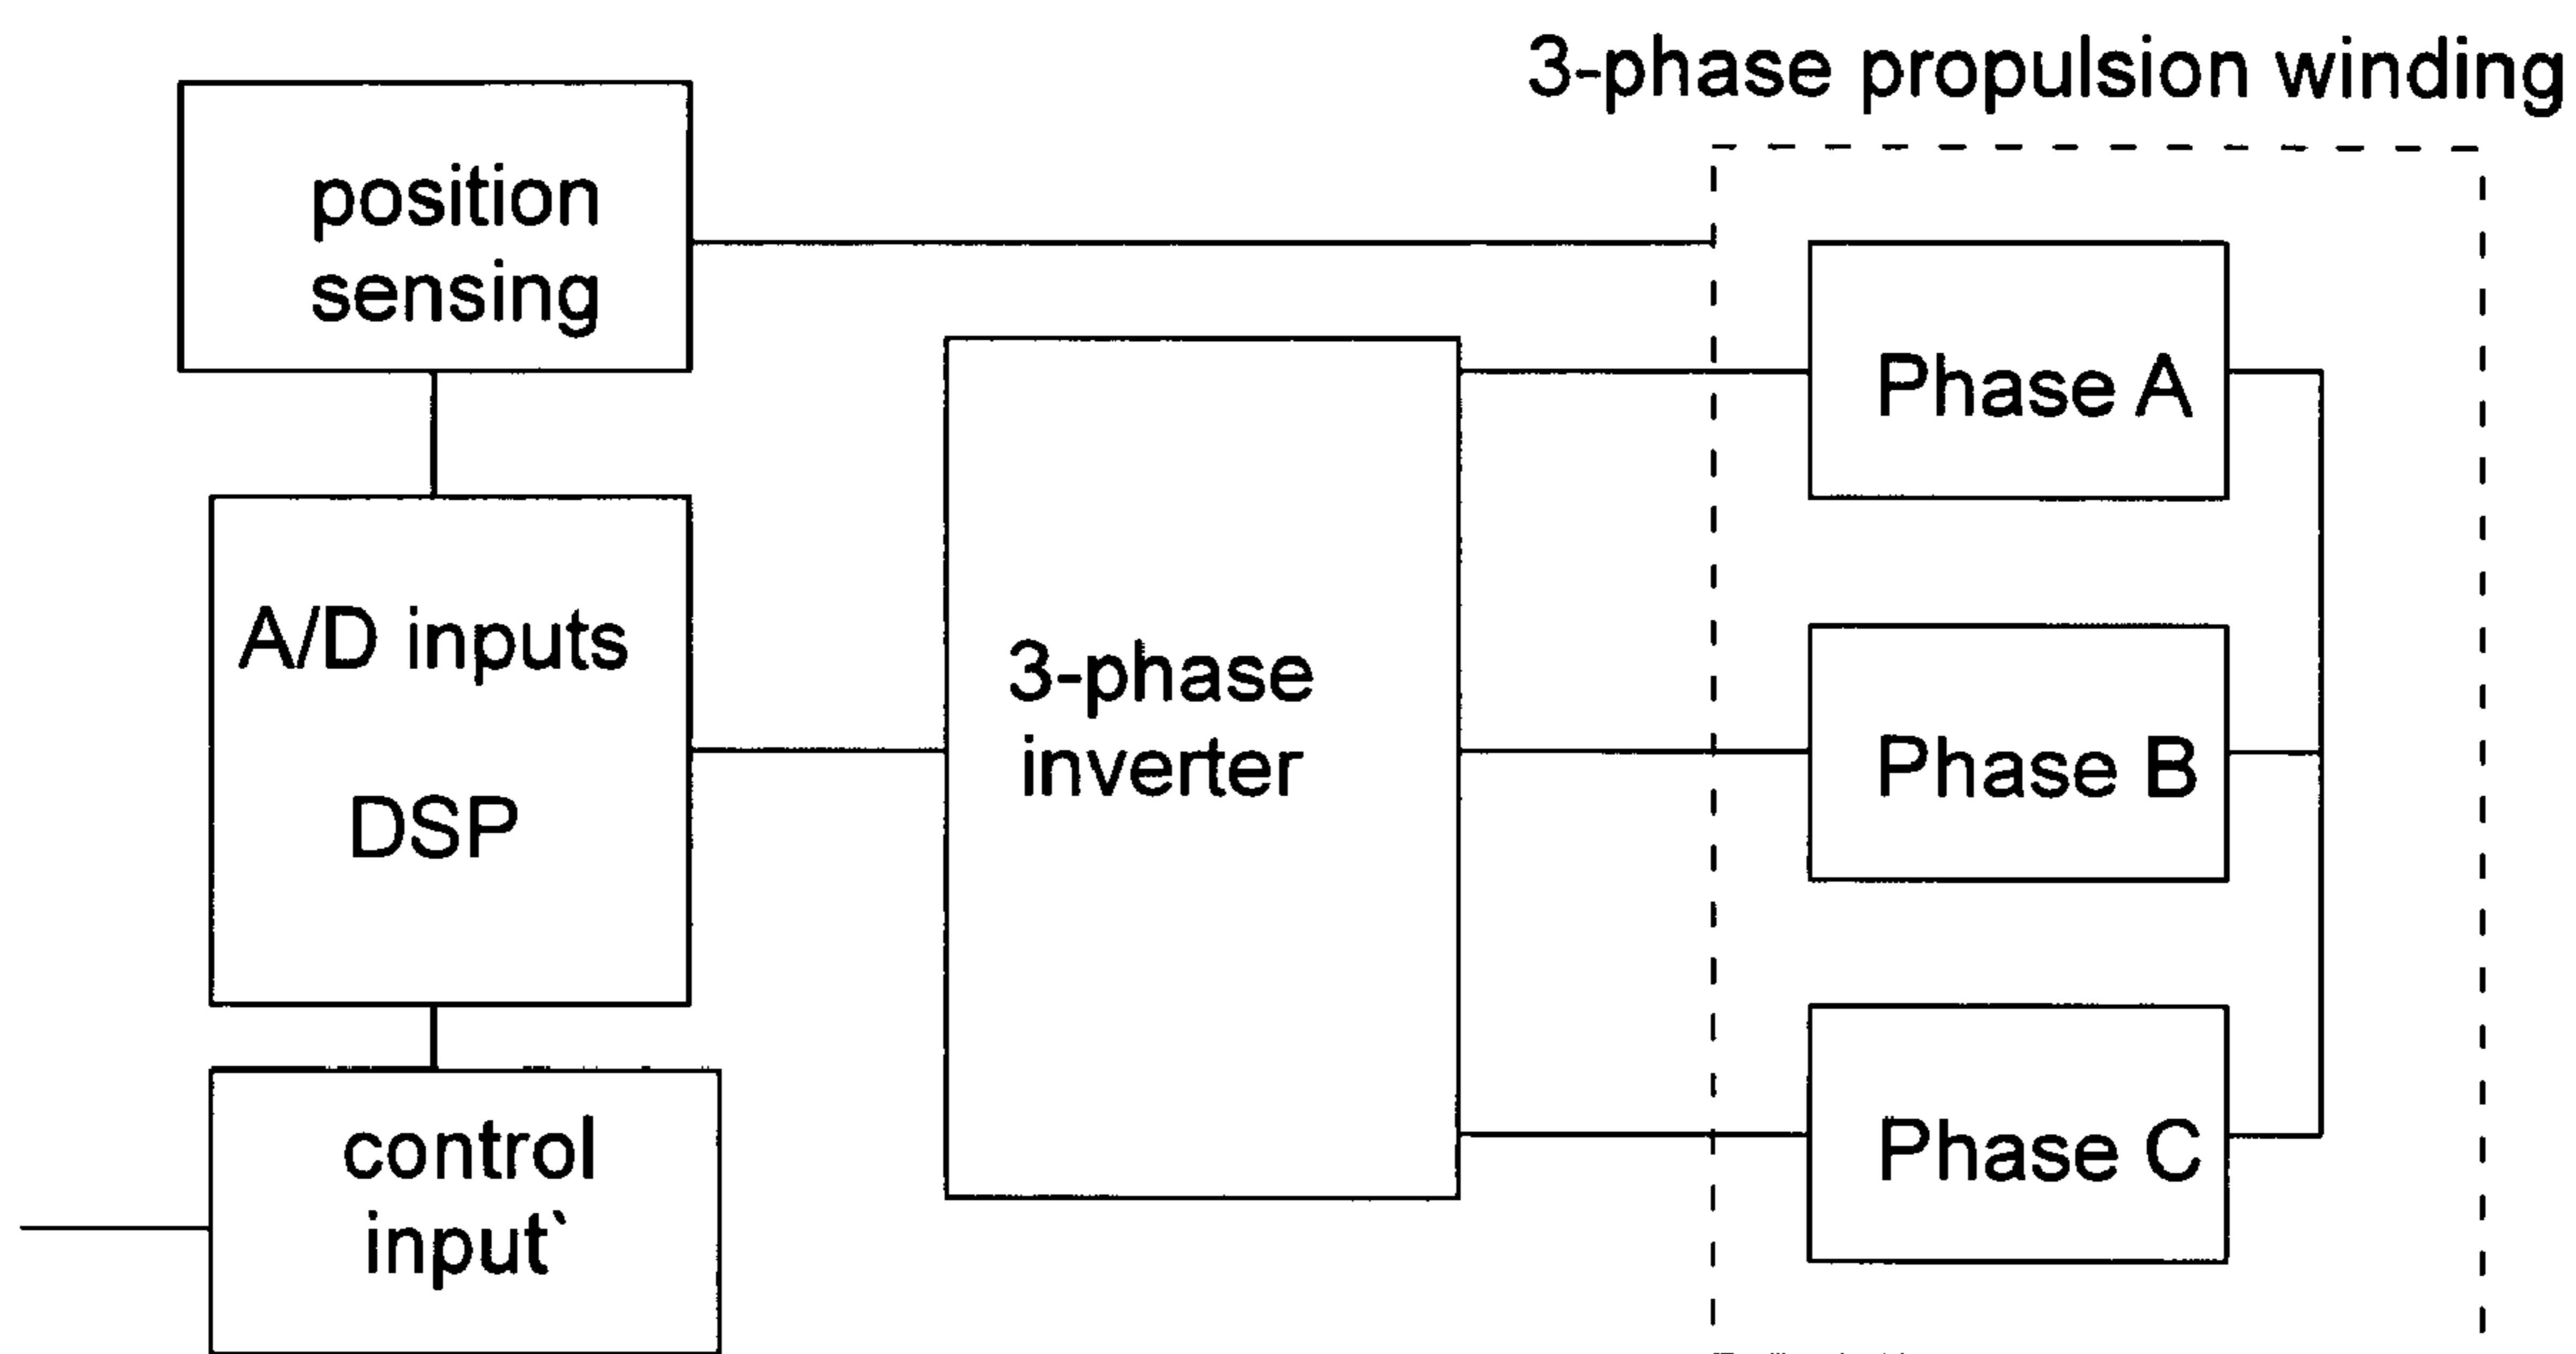 3-phase propulsion winding
position
sensing
Phase A
A/D inputs
DSP
3-phase
inverter
Phase B
control
input`
Phase C